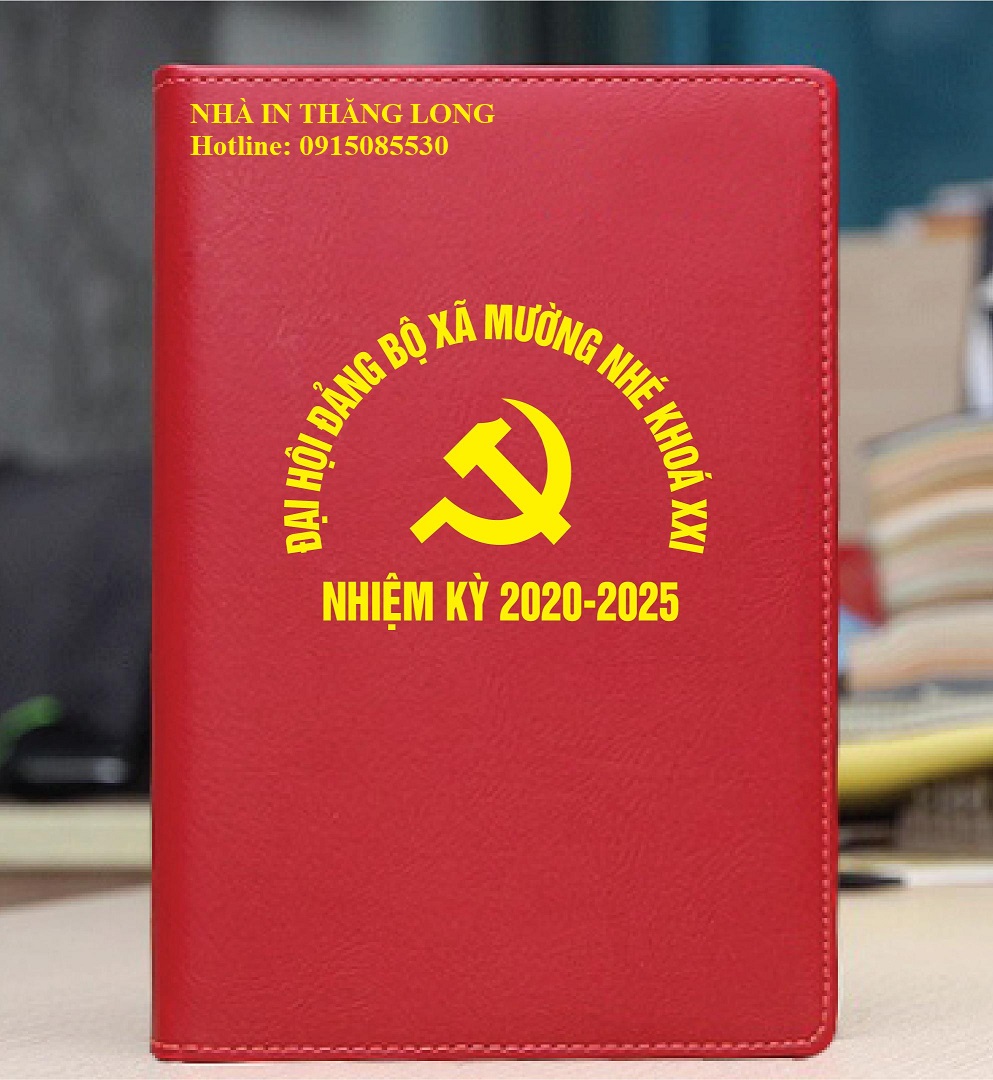 NHÀ IN THĂNG LONG
Hotline: 0915085530
ĐẠI HỘI ĐẢNG BỘ XÃ MƯỜNG NHÉ KHOÁ XXI
NHIỆM KỲ 2020-2025